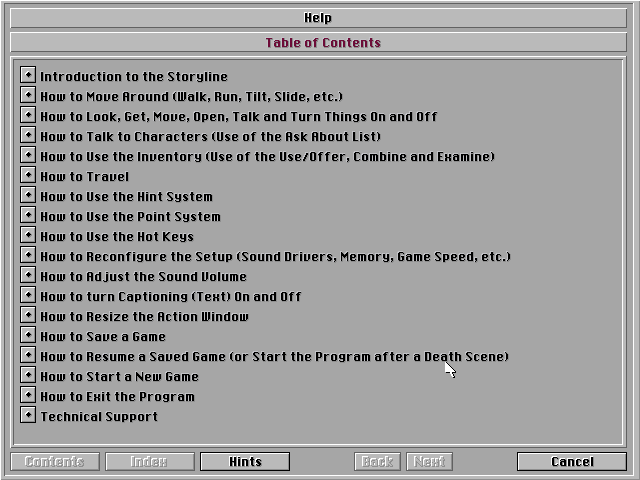 Help
Table of Contents
Introduction to the Storyline
How to Move Around (Walk, Run, Tilt, Slide, etc.)
How to Look, Get, Move, Open, Talk and Turn Things On and Off
How to Talk to Characters (Use of the Ask About List)
How to Use the Inventory (Use of the Use/Offer, Combine and Examine)
How to Travel
How to Use the Hint System
How to Use the Point System
How to Use the Hot Keys
How to Reconfigure the Setup (Sound Drivers, Memory, Game Speed, etc.)
How to Adjust the Sound Volume
How to turn Captioning (Text) On and Off
How to Resize the Action Window
How to Save a Game
How to Resume a Saved Game (or Start the Program after a Death Scene)
How to Start a New Game
How to Exit the Program
Technical Support
Contents Index Hints Back Next Cancel